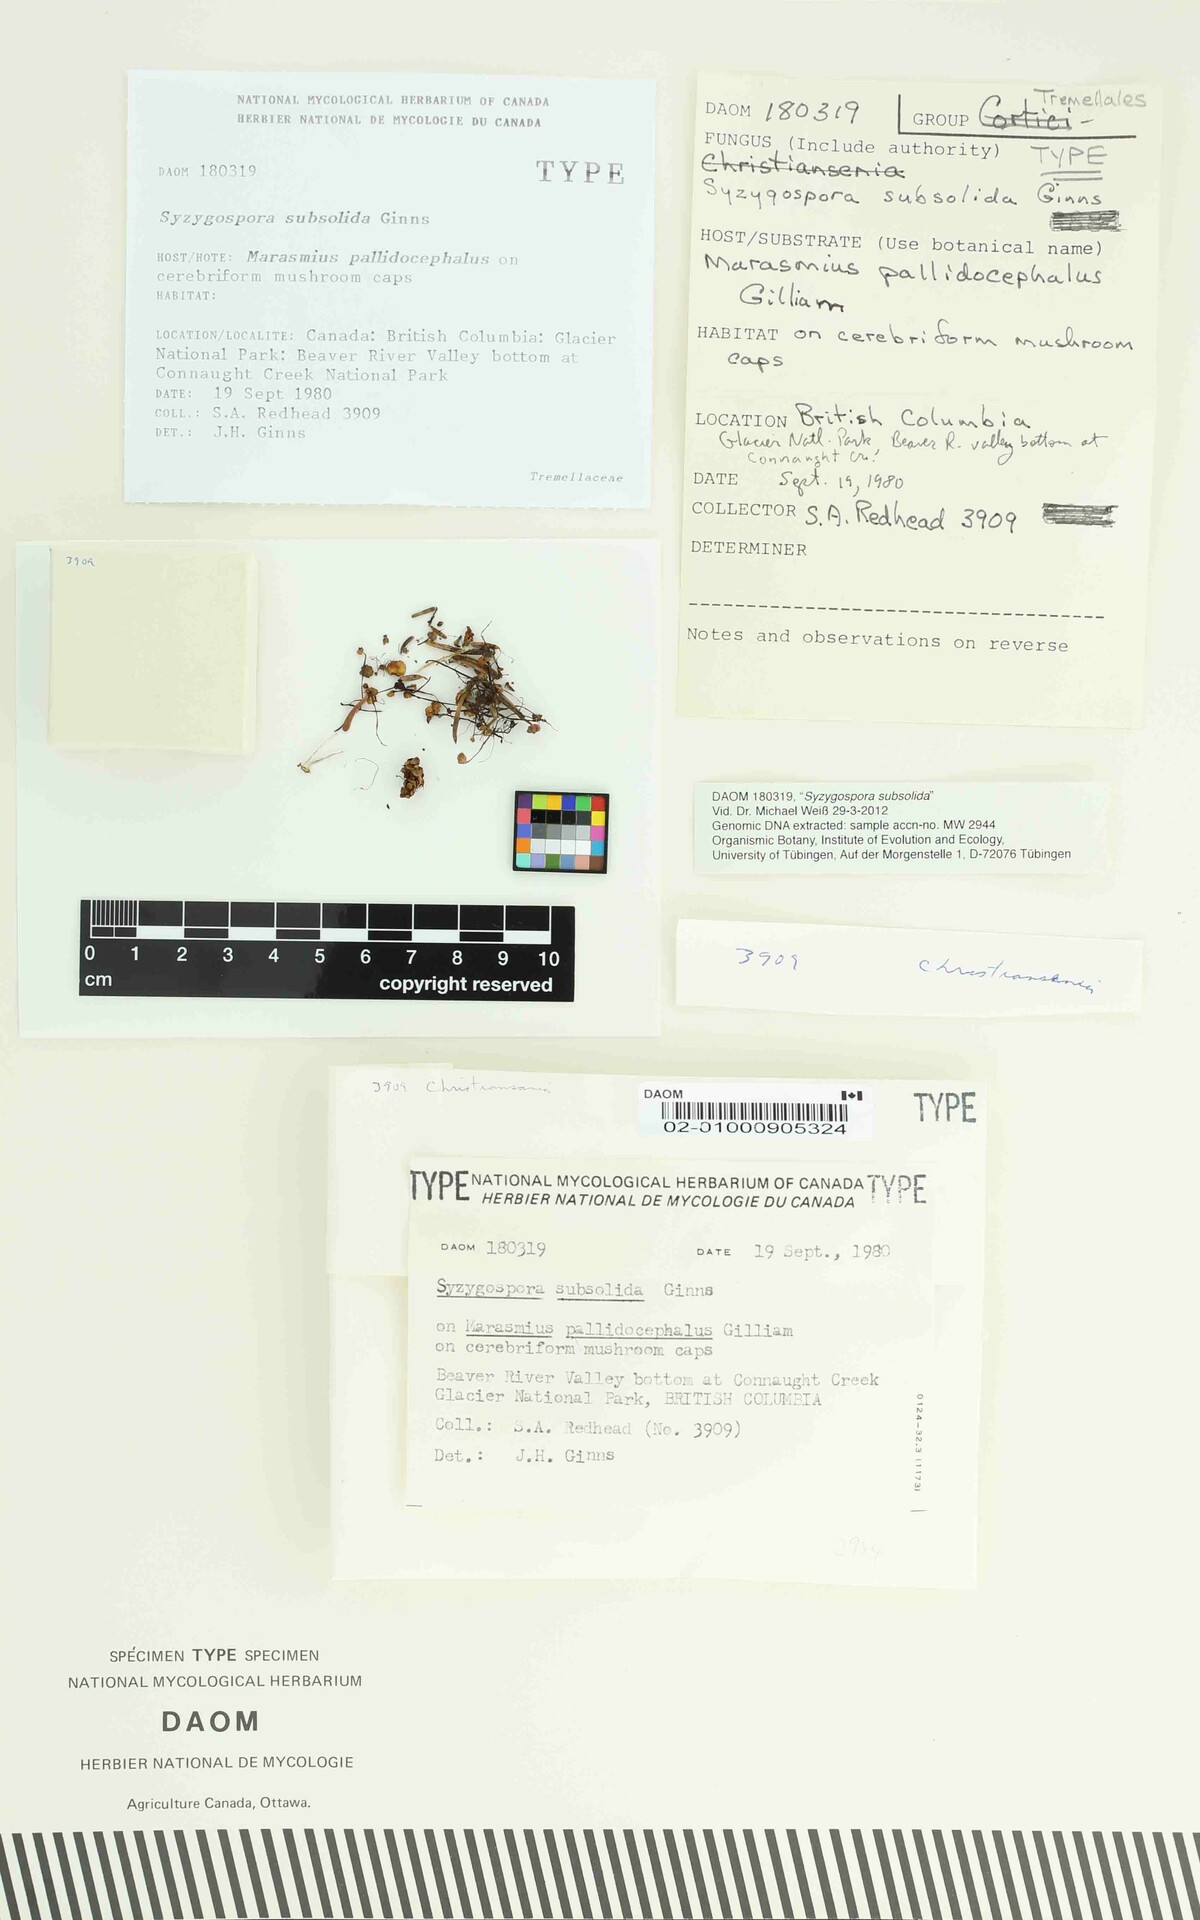 NATIONAL MYCOLOGICAL HERBARIUM OF CANADA
HERBIER NATIONAL DE MYCOLOGIE DU CANADA
DAOM 180319 TYPE
Syzygospora subsolida Ginns
HOST/HOTE: Marasmius pallidocephalus on
cerebriform mushroom caps
HABITAT:
LOCATION/LOCALITE: Canada: British Columbia: Glacier
National Park: Beaver River Valley bottom at
Connaught Creek National Park
DATE: 19 Sept 1980
COLL.: S.A. Redhead 3909
DET.: J.H. Ginns
Tremellaceae
Tremellales
DAOM 180319 GROUP Cortici-
FUNGUS (Include authority) TYPE
Christiansenia
Syzygospora subsolida Ginns
HOST/SUBSTRATE (Use botanical name)
Marasmius pallidocephalus
Gilliam
HABITAT on cerebriform mushroom
caps
LOCATION British Columbia
Glacier Natl. Park, Beaver R. valley bottom at
Connaught Cr.
DATE Sept. 19, 1980
COLLECTOR S.A. Redhead 3909
DETERMINER
Notes and observations on reverse
3909
DAOM 180319, "Syzygospora subsolida"
Vid. Dr. Michael Weiß 29-3-2012
Genomic DNA extracted: sample accn-no. MW 2944
Organismic Botany, Institute of Evolution and Ecology,
University of Tübingen, Auf der Morgenstelle 1, D-72076 Tübingen
0 1 2 3 4 5 6 7 8 9 10
cm copyright reserved
3909 Christiansenia
3909 Christiansenia
DAOM
02-01000905324
TYPE
TYPE NATIONAL MYCOLOGICAL HERBARIUM OF CANADA TYPE
HERBIER NATIONAL DE MYCOLOGIE DU CANADA
DAOM 180319 DATE 19 Sept., 1980
Syzygospora subsolida Ginns
on Marasmius pallidocephalus Gilliam
on cerebriform mushroom caps
Beaver River Valley bottom at Connaught Creek
Glacier National Park, BRITISH COLUMBIA
Coll.: S.A. Redhead (No. 3909)
Det.: J.H. Ginns
0124-32.3 (1173)
SPÉCIMEN TYPE SPECIMEN
NATIONAL MYCOLOGICAL HERBARIUM
DAOM
HERBIER NATIONAL DE MYCOLOGIE
Agriculture Canada, Ottawa.